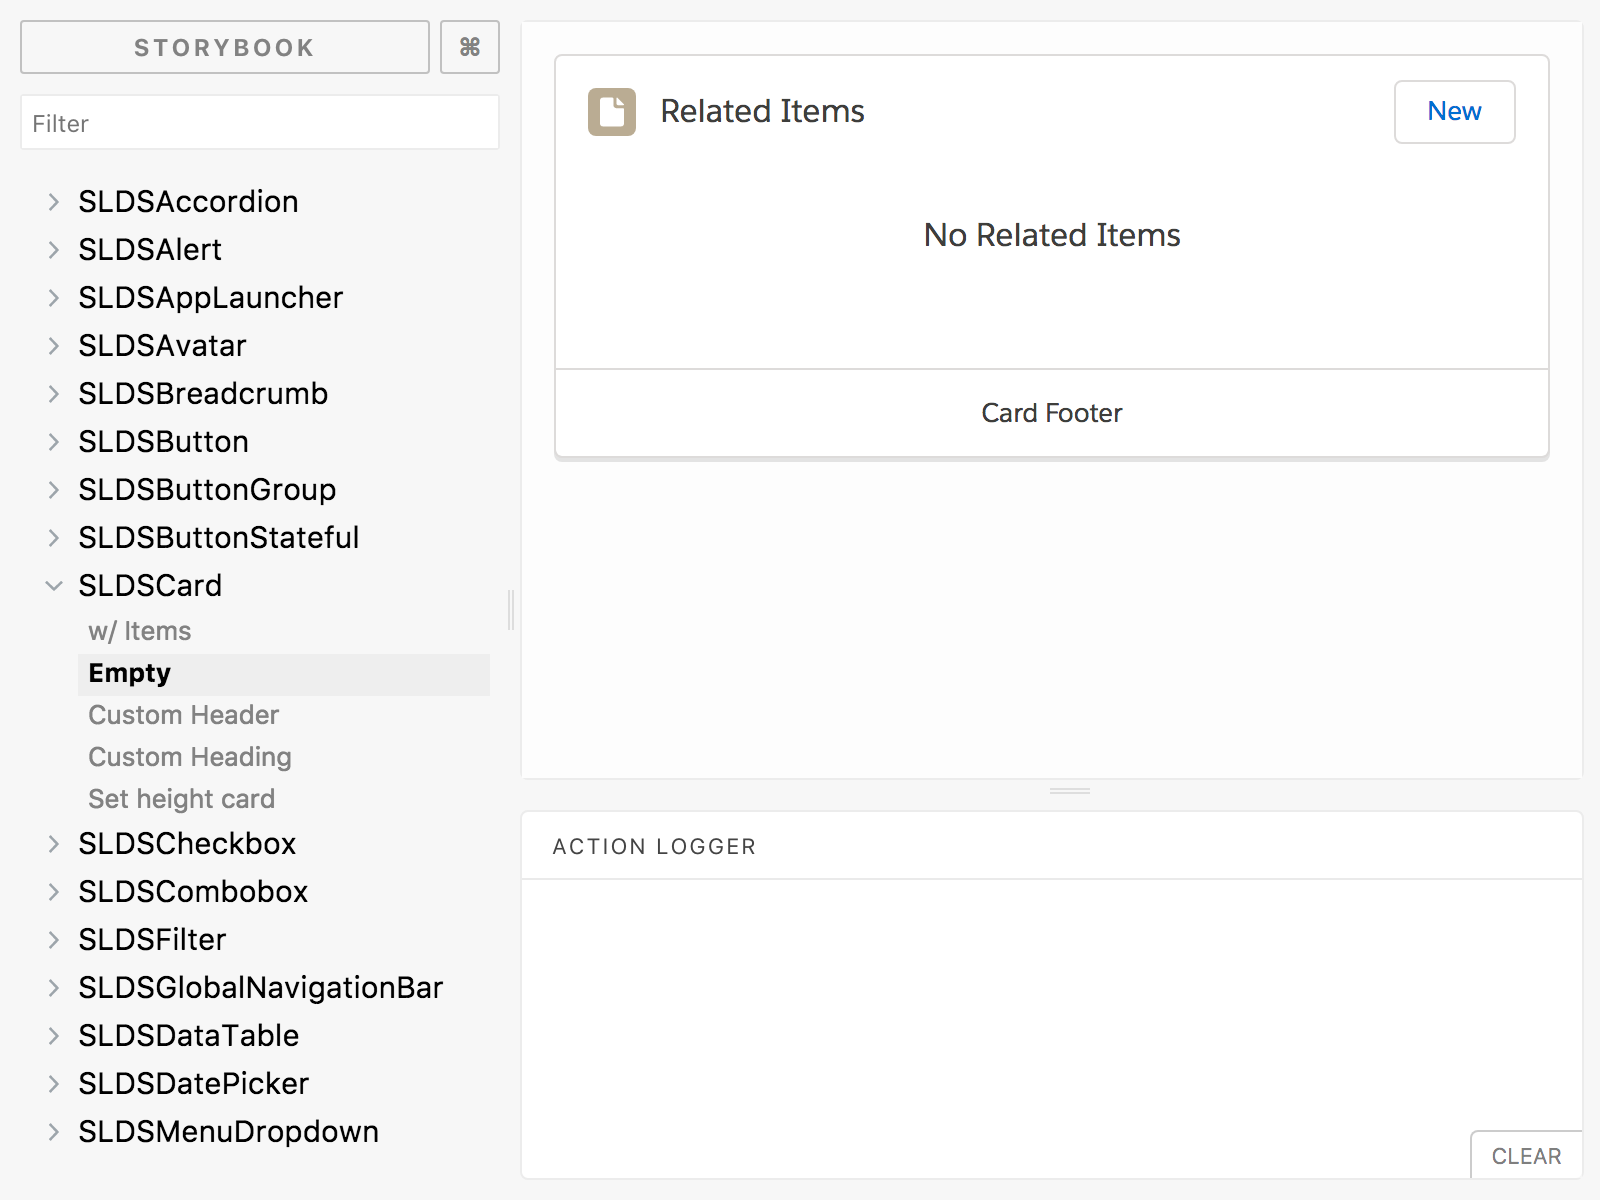 STORYBOOK
⌘
Filter
SLDSAccordion
SLDSAlert
SLDSAppLauncher
SLDSAvatar
SLDSBreadcrumb
SLDSButton
SLDSButtonGroup
SLDSButtonStateful
SLDSCard
w/ Items
Empty
Custom Header
Custom Heading
Set height card
SLDSCheckbox
SLDSCombobox
SLDSFilter
SLDSGlobalNavigationBar
SLDSDataTable
SLDSDatePicker
SLDSMenuDropdown
Related Items
New
No Related Items
Card Footer
ACTION LOGGER
CLEAR